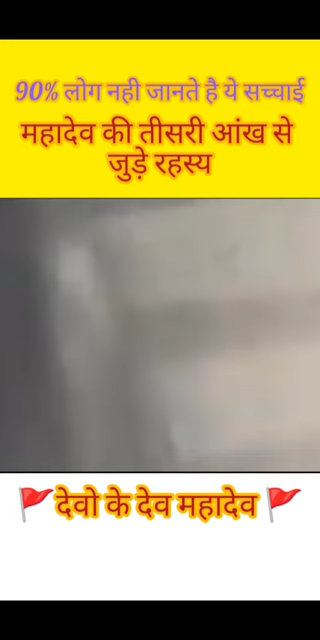 90% लोग नही जानते है ये सच्चाई
महादेव की तीसरी आंख से
जुड़े रहस्य
🚩देवो के देव महादेव🚩